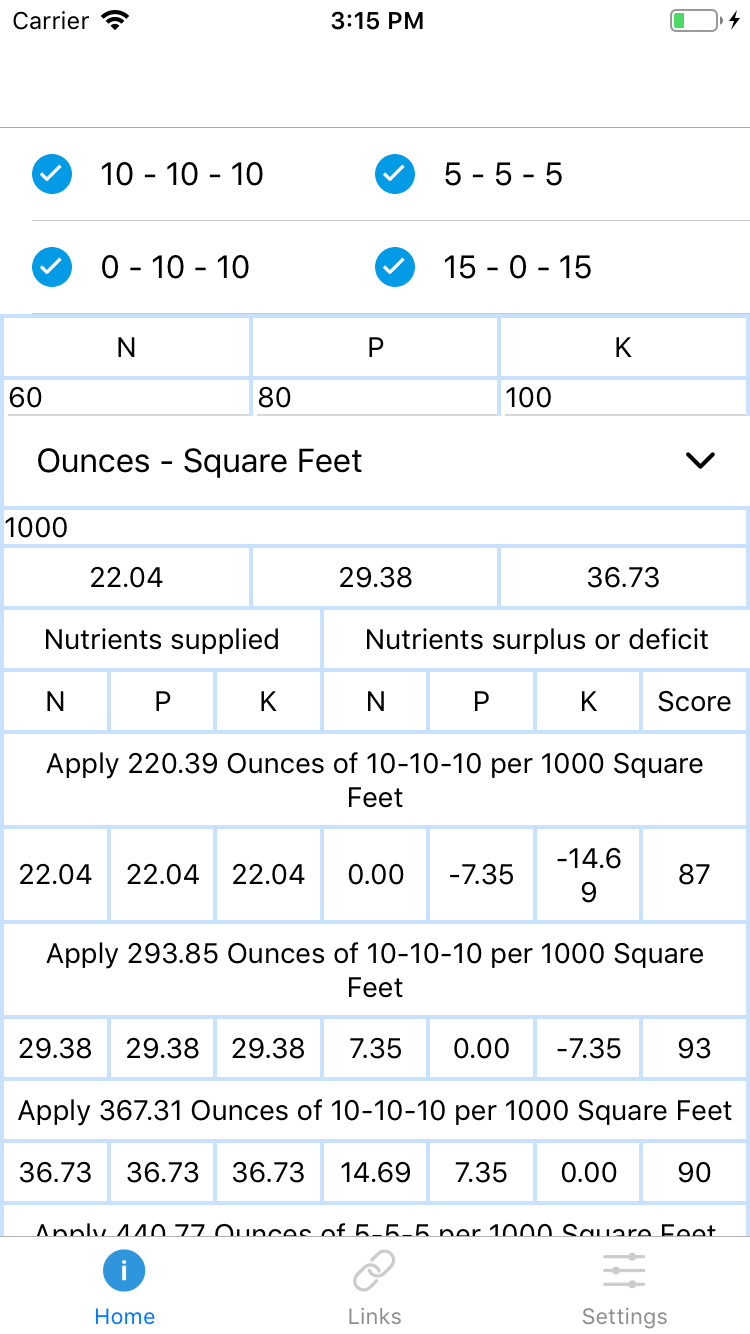 Carrier 3:15 PM
10 - 10 - 10 5 - 5 - 5
0 - 10 - 10 15 - 0 - 15
N P K
60 80 100
Ounces - Square Feet
1000
22.04 29.38 36.73
Nutrients supplied Nutrients surplus or deficit
N P K N P K Score
Apply 220.39 Ounces of 10-10-10 per 1000 Square
Feet
22.04 22.04 22.04 0.00 -7.35 -14.6 87
9
Apply 293.85 Ounces of 10-10-10 per 1000 Square
Feet
29.38 29.38 29.38 7.35 0.00 -7.35 93
Apply 367.31 Ounces of 10-10-10 per 1000 Square Feet
36.73 36.73 36.73 14.69 7.35 0.00 90
Apply 440.77 Ounces of 5-5-5 per 1000 Square Feet
Home Links Settings